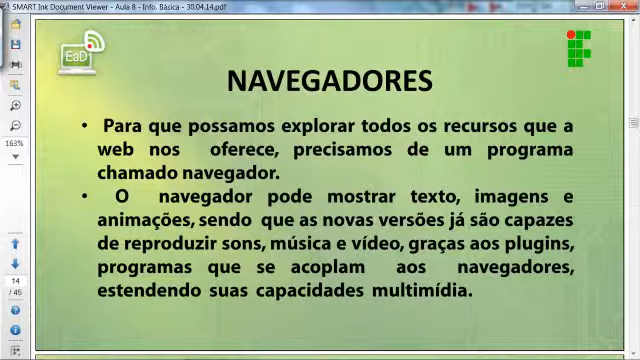 SMART Ink Document Viewer - Aula 8 - Info. Básica - 30.04.14.pdf
EaD
NAVEGADORES
• Para que possamos explorar todos os recursos que a
web nos oferece, precisamos de um programa
chamado navegador.
• O navegador pode mostrar texto, imagens e
animações, sendo que as novas versões já são capazes
de reproduzir sons, música e vídeo, graças aos plugins,
programas que se acoplam aos navegadores,
estendendo suas capacidades multimídia.
163%
14
/ 45